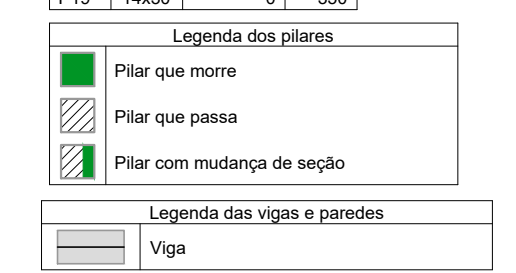 Legenda dos pilares
Pilar que morre
Pilar que passa
Pilar com mudança de seção
Legenda das vigas e paredes
Viga